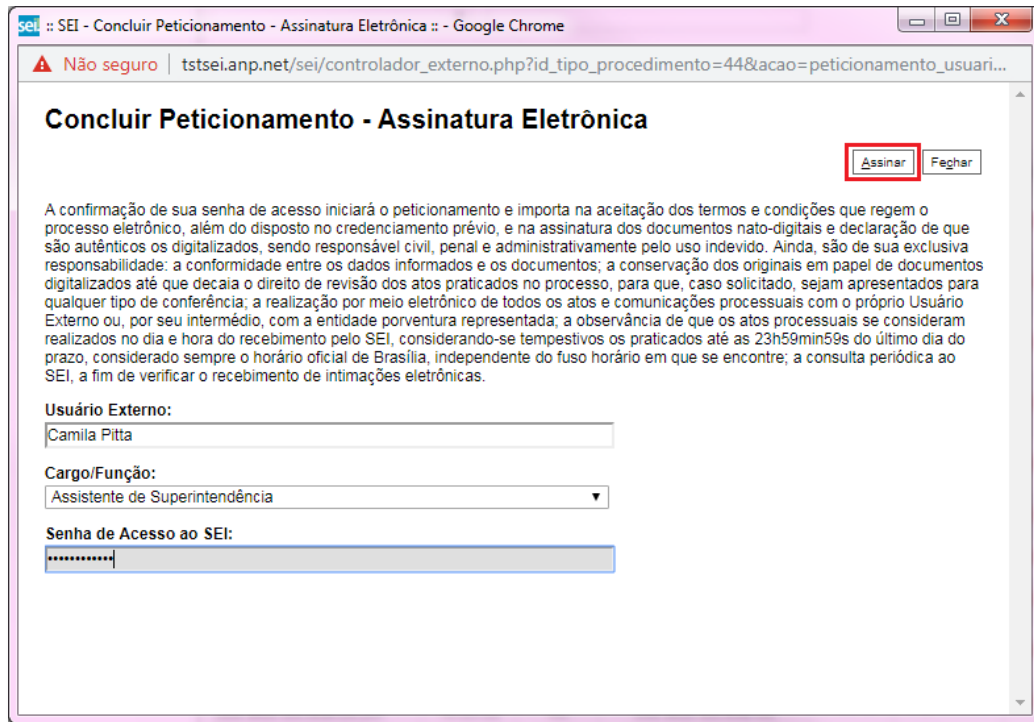 sei :: SEI - Concluir Peticionamento - Assinatura Eletrônica :: - Google Chrome
Não seguro | tstsei.anp.net/sei/controlador_externo.php?id_tipo_procedimento=44&acao=peticionamento_usuari...
Concluir Peticionamento - Assinatura Eletrônica
Assinar Fechar
A confirmação de sua senha de acesso iniciará o peticionamento e importa na aceitação dos termos e condições que regem o
processo eletrônico, além do disposto no credenciamento prévio, e na assinatura dos documentos nato-digitais e declaração de que
são autênticos os digitalizados, sendo responsável civil, penal e administrativamente pelo uso indevido. Ainda, são de sua exclusiva
responsabilidade: a conformidade entre os dados informados e os documentos; a conservação dos originais em papel de documentos
digitalizados até que decaia o direito de revisão dos atos praticados no processo, para que, caso solicitado, sejam apresentados para
qualquer tipo de conferência; a realização por meio eletrônico de todos os atos e comunicações processuais com o próprio Usuário
Externo ou, por seu intermédio, com a entidade porventura representada; a observância de que os atos processuais se consideram
realizados no dia e hora do recebimento pelo SEI, considerando-se tempestivos os praticados até as 23h59min59s do último dia do
prazo, considerado sempre o horário oficial de Brasília, independente do fuso horário em que se encontre; a consulta periódica ao
SEI, a fim de verificar o recebimento de intimações eletrônicas.
Usuário Externo:
Camila Pitta
Cargo/Função:
Assistente de Superintendência
Senha de Acesso ao SEI:
••••••••••••